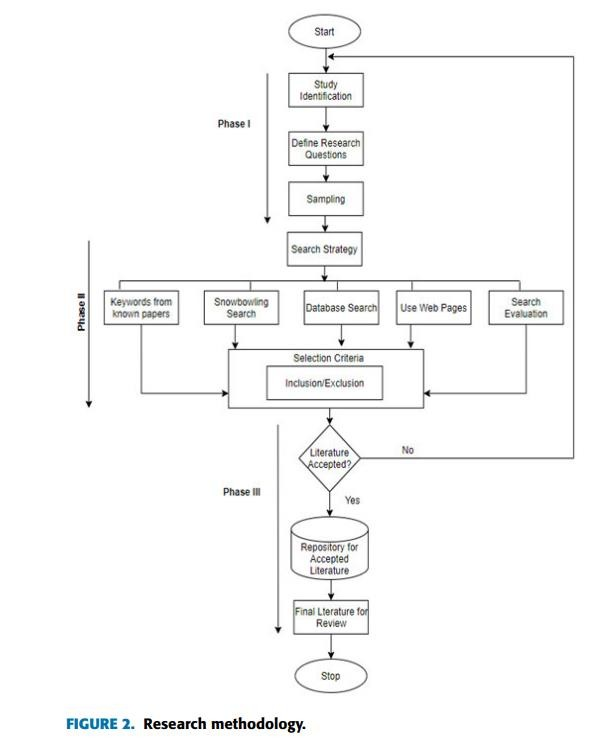 Start
Study
Identification
Phase I
Define Research
Questions
Sampling
Search Strategy
Phase II
Keywords from
known papers
Snowbowling
Search
Database Search
Use Web Pages
Search
Evaluation
Selection Criteria
Inclusion/Exclusion
Literature
Accepted?
No
Phase III
Yes
Repository for
Accepted
Literature
Final Lterature for
Review
Stop
FIGURE 2. Research methodology.